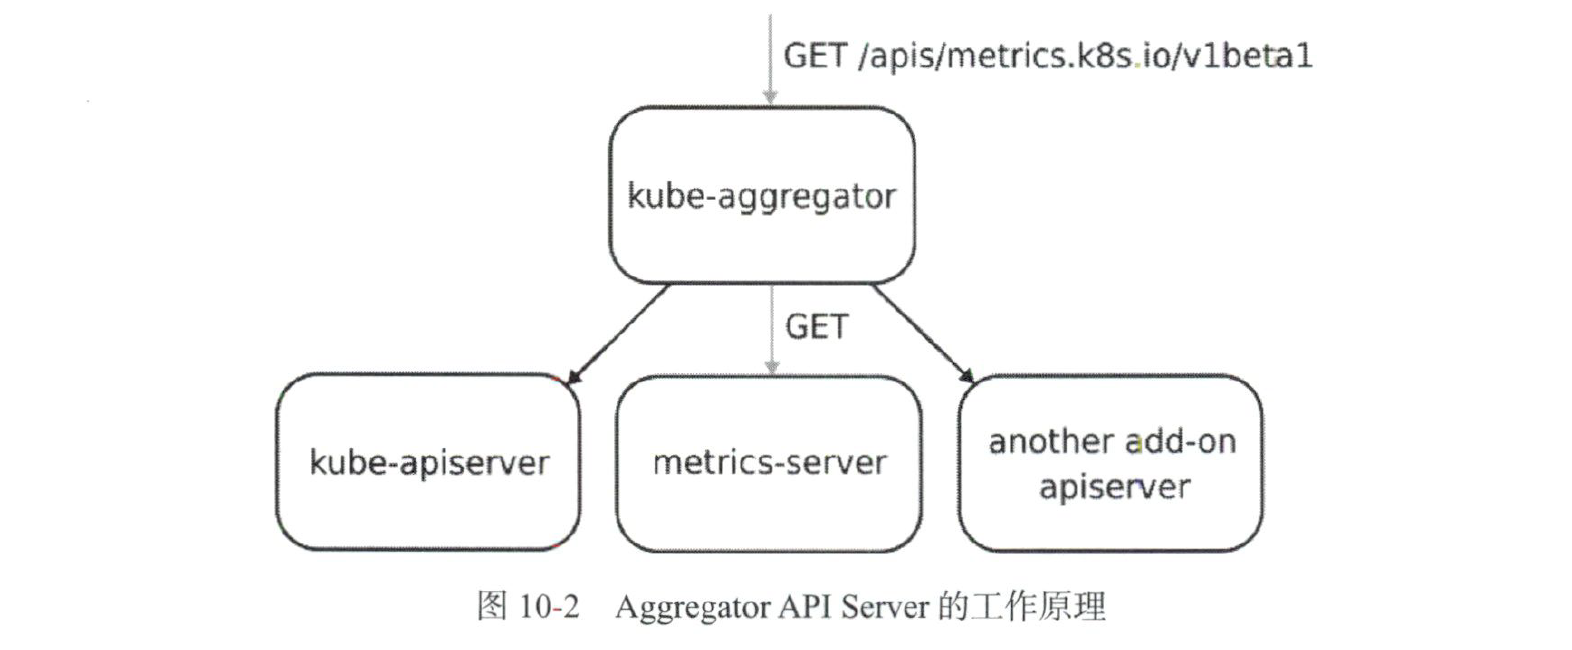 GET /apis/metrics.k8s.io/v1beta1
kube-aggregator
GET
kube-apiserver
metrics-server
another add-on
apiserver
图 10-2 Aggregator API Server 的工作原理